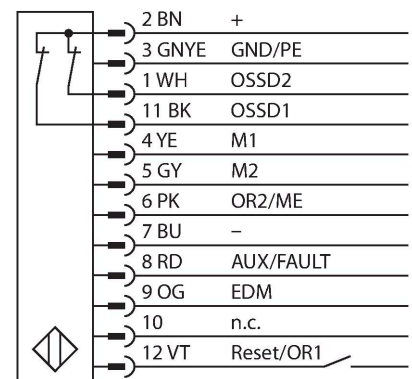 2 BN +
3 GNYE GND/PE
1 WH OSSD2
11 BK OSSD1
4 YE M1
5 GY M2
6 PK OR2/ME
7 BU –
8 RD AUX/FAULT
9 OG EDM
10 n.c.
12 VT Reset/OR1